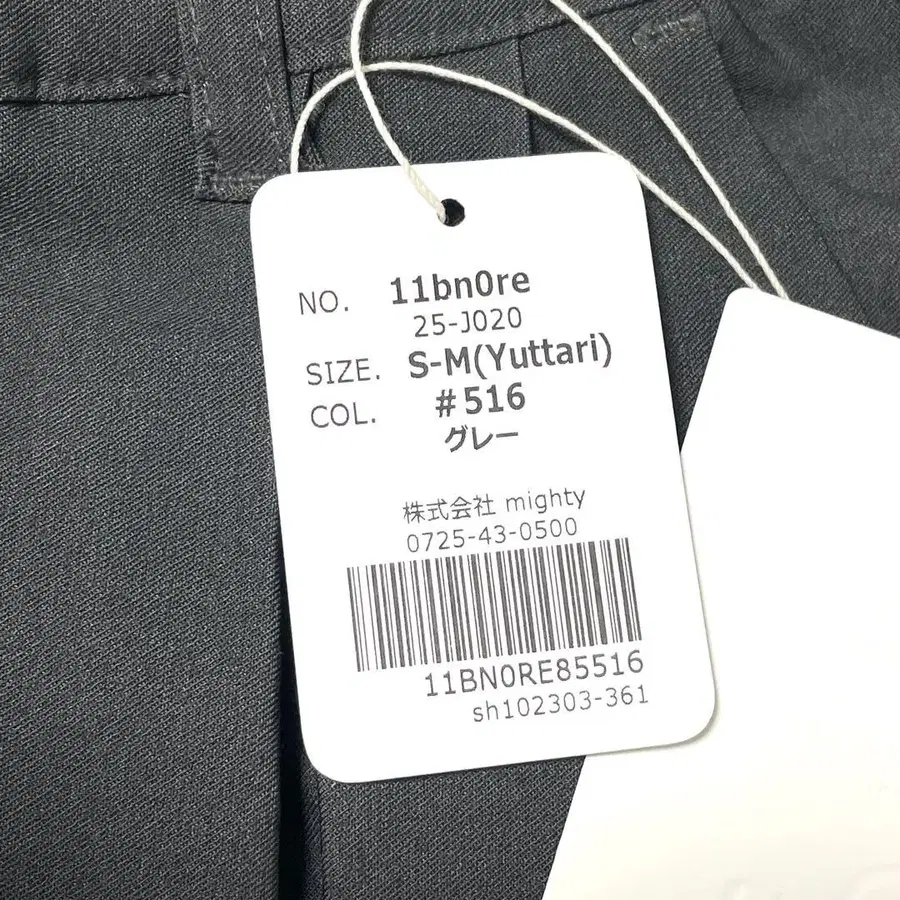 NO. 11bn0re
25-J020
SIZE. S-M(Yuttari)
COL. #516
グレー
株式会社 mighty
0725-43-0500
11BN0RE85516
sh102303-361